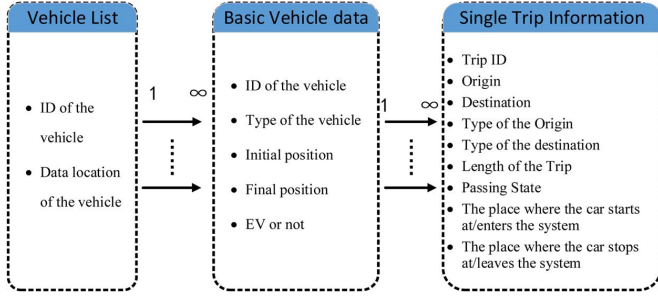 Vehicle List
• ID of the
vehicle
• Data location
of the vehicle
1 ∞
Basic Vehicle data
• ID of the vehicle
• Type of the vehicle
• Initial position
• Final position
• EV or not
1 ∞
Single Trip Information
• Trip ID
• Origin
• Destination
• Type of the Origin
• Type of the destination
• Length of the Trip
• Passing State
• The place where the car starts
at/enters the system
• The place where the car stops
at/leaves the system